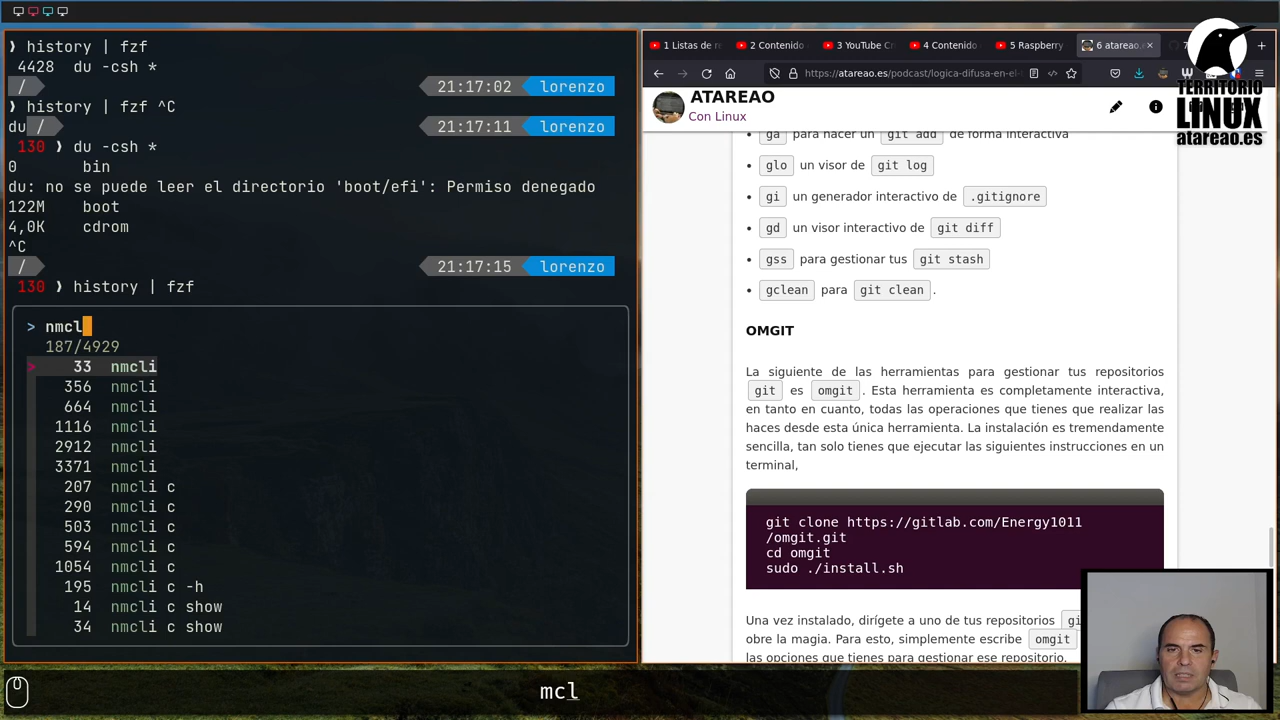 ❯ history | fzf
4428 du -csh *
/ 21:17:02 lorenzo
❯ history | fzf ^C
du / 21:17:11 lorenzo
130 ❯ du -csh *
0 bin
du: no se puede leer el directorio 'boot/efi': Permiso denegado
122M boot
4,0K cdrom
^C
/ 21:17:15 lorenzo
130 ❯ history | fzf
> nmcl
187/4929
> 33 nmcli
356 nmcli
664 nmcli
1116 nmcli
2912 nmcli
3371 nmcli
207 nmcli c
290 nmcli c
503 nmcli c
594 nmcli c
1054 nmcli c
195 nmcli c -h
14 nmcli c show
34 nmcli c show
1 Listas de re
2 Contenido
3 YouTube Cr
4 Contenido
5 Raspberry
6 atareao.
7
https://atareao.es/podcast/logica-difusa-en-el-
ATAREAO
Con Linux
TERRITORIO
LINUX
atareao.es
• ga para hacer un git add de forma interactiva
• glo un visor de git log
• gi un generador interactivo de .gitignore
• gd un visor interactivo de git diff
• gss para gestionar tus git stash
• gclean para git clean .
OMGIT
La siguiente de las herramientas para gestionar tus repositorios
git es omgit . Esta herramienta es completamente interactiva,
en tanto en cuanto, todas las operaciones que tienes que realizar las
haces desde esta única herramienta. La instalación es tremendamente
sencilla, tan solo tienes que ejecutar las siguientes instrucciones en un
terminal,
git clone https://gitlab.com/Energy1011
/omgit.git
cd omgit
sudo ./install.sh
Una vez instalado, dirígete a uno de tus repositorios gi
obre la magia. Para esto, simplemente escribe omgit
las opciones que tienes para gestionar ese repositorio.
mcl